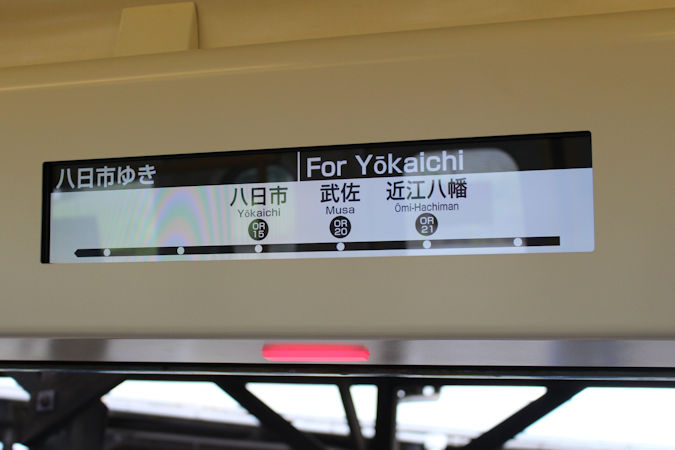 八日市ゆき
For Yōkaichi
八日市 武佐 近江八幡
Yōkaichi Musa Ōmi-Hachiman
OR OR OR
15 20 21